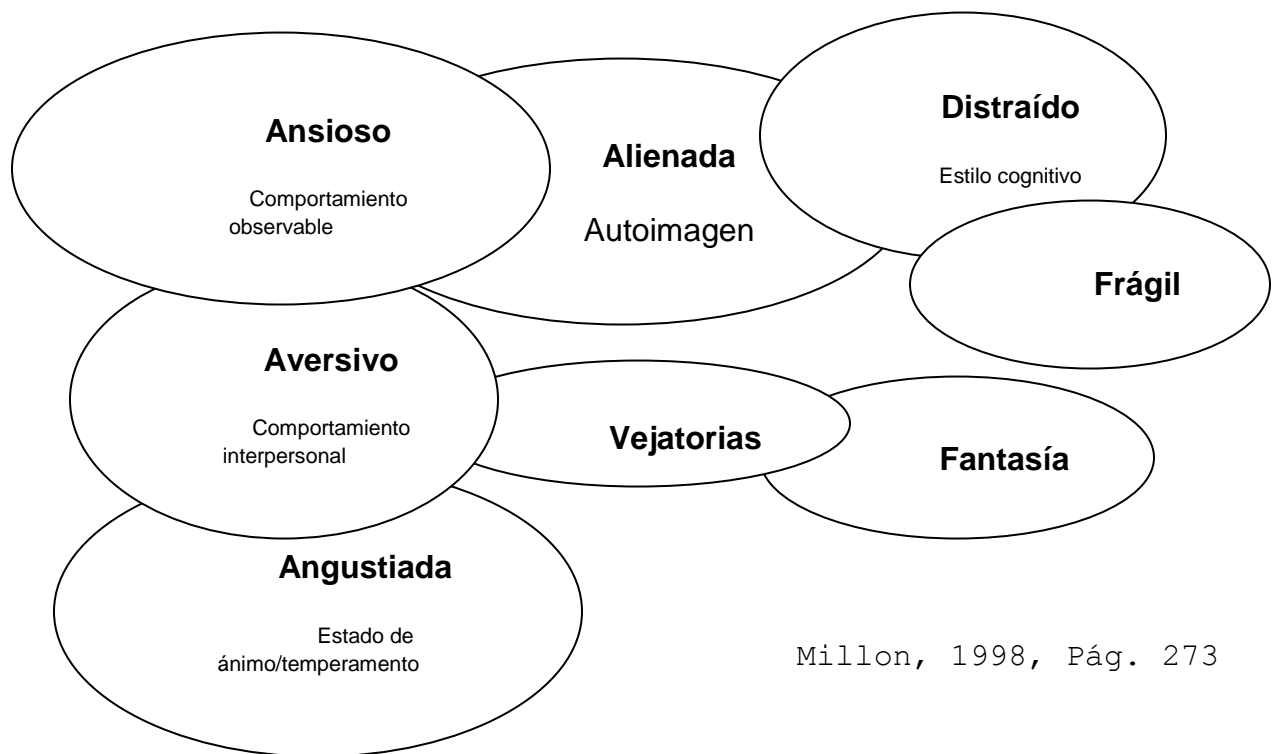 Ansioso
Comportamiento
observable
Alienada
Autoimagen
Distraído
Estilo cognitivo
Frágil
Aversivo
Comportamiento
interpersonal
Vejatorias
Fantasía
Angustiada
Estado de
ánimo/temperamento
Millon, 1998, Pág. 273